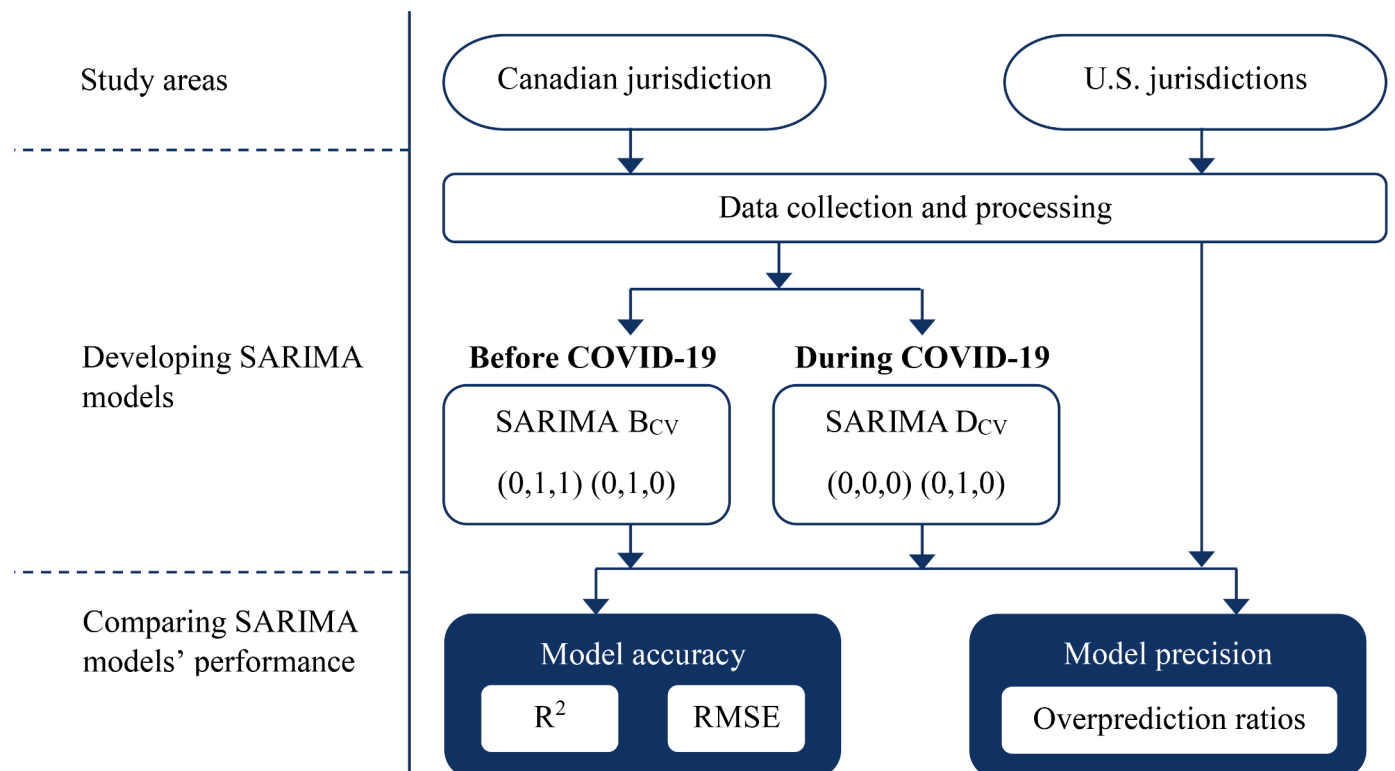 Study areas
Canadian jurisdiction
U.S. jurisdictions
Data collection and processing
Developing SARIMA
models
Before COVID-19
During COVID-19
SARIMA B_CV
(0,1,1) (0,1,0)
SARIMA D_CV
(0,0,0) (0,1,0)
Comparing SARIMA
models’ performance
Model accuracy
R²
RMSE
Model precision
Overprediction ratios